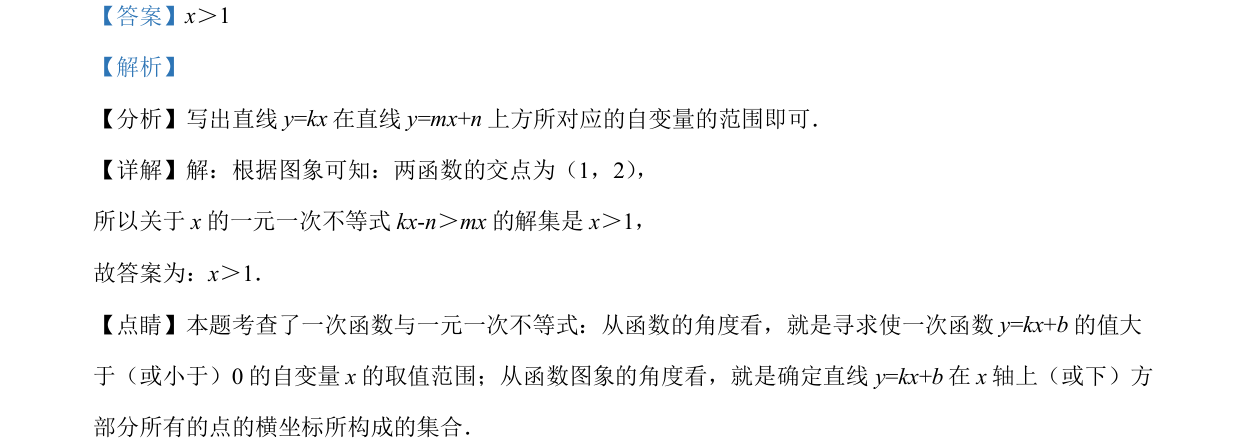 【答案】x＞1
【解析】
【分析】写出直线 y=kx 在直线 y=mx+n 上方所对应的自变量的范围即可．
【详解】解：根据图象可知：两函数的交点为（1，2），
所以关于 x 的一元一次不等式 kx-n＞mx 的解集是 x＞1，
故答案为：x＞1．
【点睛】本题考查了一次函数与一元一次不等式：从函数的角度看，就是寻求使一次函数 y=kx+b 的值大
于（或小于）0 的自变量 x 的取值范围；从函数图象的角度看，就是确定直线 y=kx+b 在 x 轴上（或下）方
部分所有的点的横坐标所构成的集合．